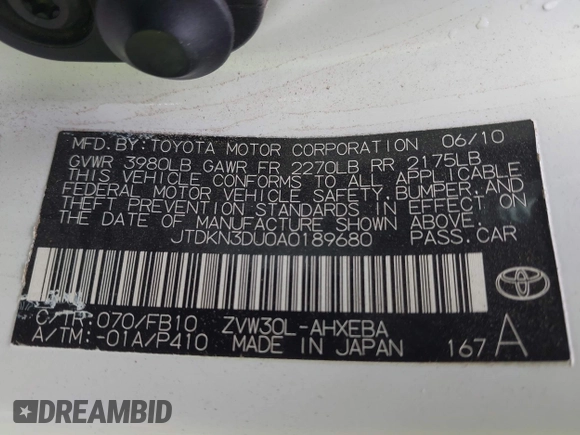 MFD. BY: TOYOTA MOTOR CORPORATION 06/10
GVWR 3980LB GAWR FR 2270LB RR 2175LB
THIS VEHICLE CONFORMS TO ALL APPLICABLE
FEDERAL MOTOR VEHICLE SAFETY, BUMPER, AND
THEFT PREVENTION STANDARDS IN EFFECT ON
THE DATE OF MANUFACTURE SHOWN ABOVE.
JTDKN3DU0A0189680 PASS. CAR
C/TR: 070/FB10 ZVW30L-AHXEBA
A/TM: -01A/P410 MADE IN JAPAN 167 A
TOYOTA
DREAMBID